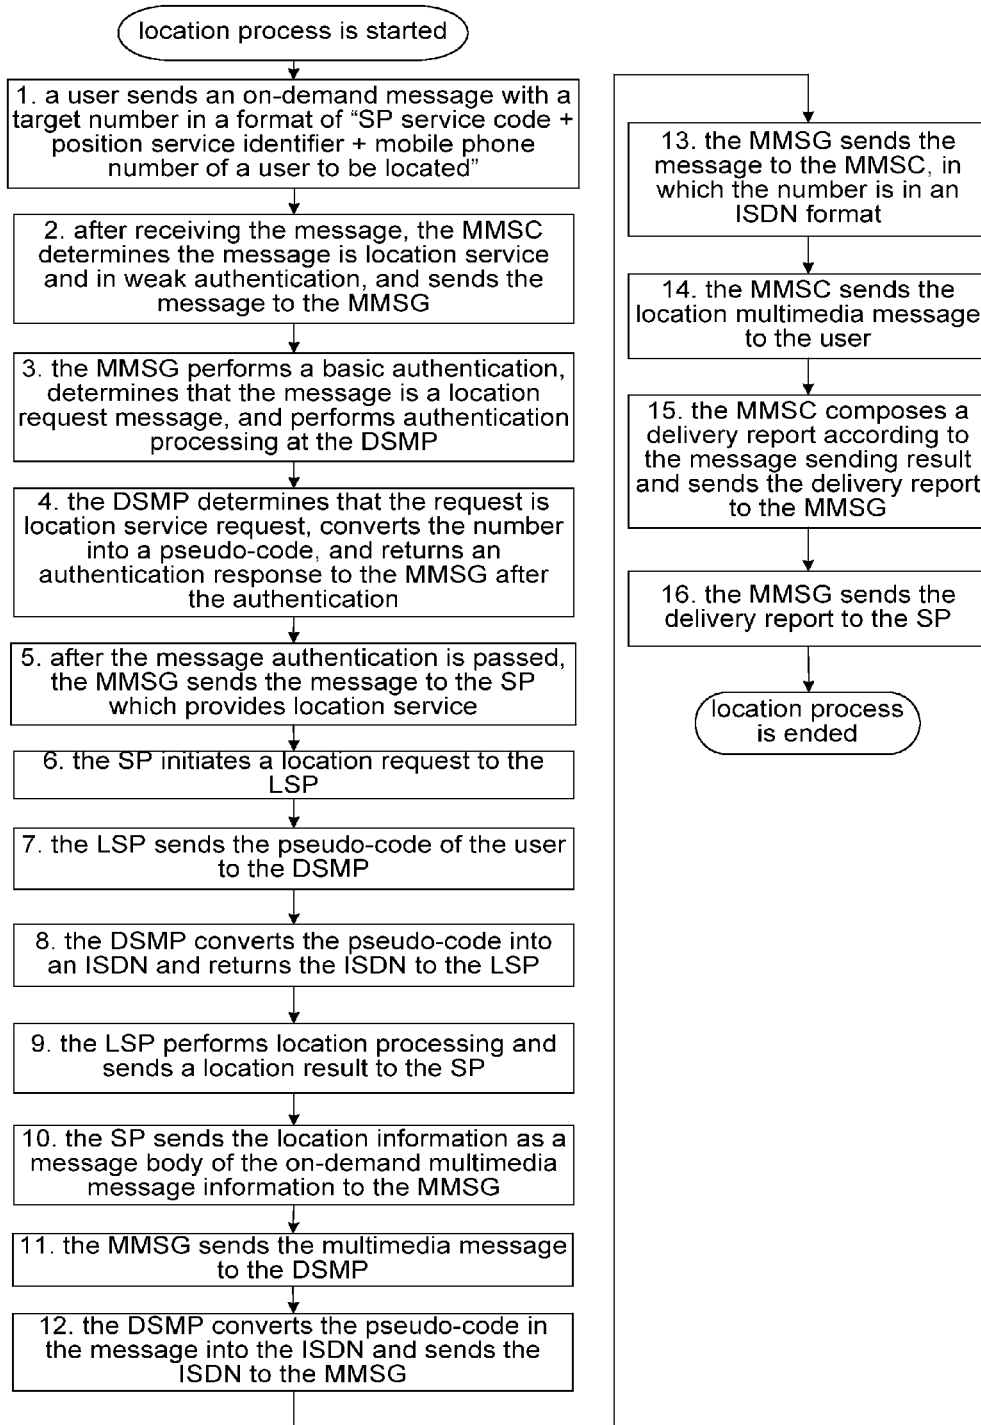 location process is started
1. a user sends an on-demand message with a
target number in a format of “SP service code +
position service identifier + mobile phone
number of a user to be located”
2. after receiving the message, the MMSC
determines the message is location service
and in weak authentication, and sends the
message to the MMSG
3. the MMSG performs a basic authentication,
determines that the message is a location
request message, and performs authentication
processing at the DSMP
4. the DSMP determines that the request is
location service request, converts the number
into a pseudo-code, and returns an
authentication response to the MMSG after
the authentication
5. after the message authentication is passed,
the MMSG sends the message to the SP
which provides location service
6. the SP initiates a location request to the
LSP
7. the LSP sends the pseudo-code of the user
to the DSMP
8. the DSMP converts the pseudo-code into
an ISDN and returns the ISDN to the LSP
9. the LSP performs location processing and
sends a location result to the SP
10. the SP sends the location information as a
message body of the on-demand multimedia
message information to the MMSG
11. the MMSG sends the multimedia message
to the DSMP
12. the DSMP converts the pseudo-code in
the message into the ISDN and sends the
ISDN to the MMSG
13. the MMSG sends the
message to the MMSC, in
which the number is in an
ISDN format
14. the MMSC sends the
location multimedia message
to the user
15. the MMSC composes a
delivery report according to
the message sending result
and sends the delivery report
to the MMSG
16. the MMSG sends the
delivery report to the SP
location process
is ended